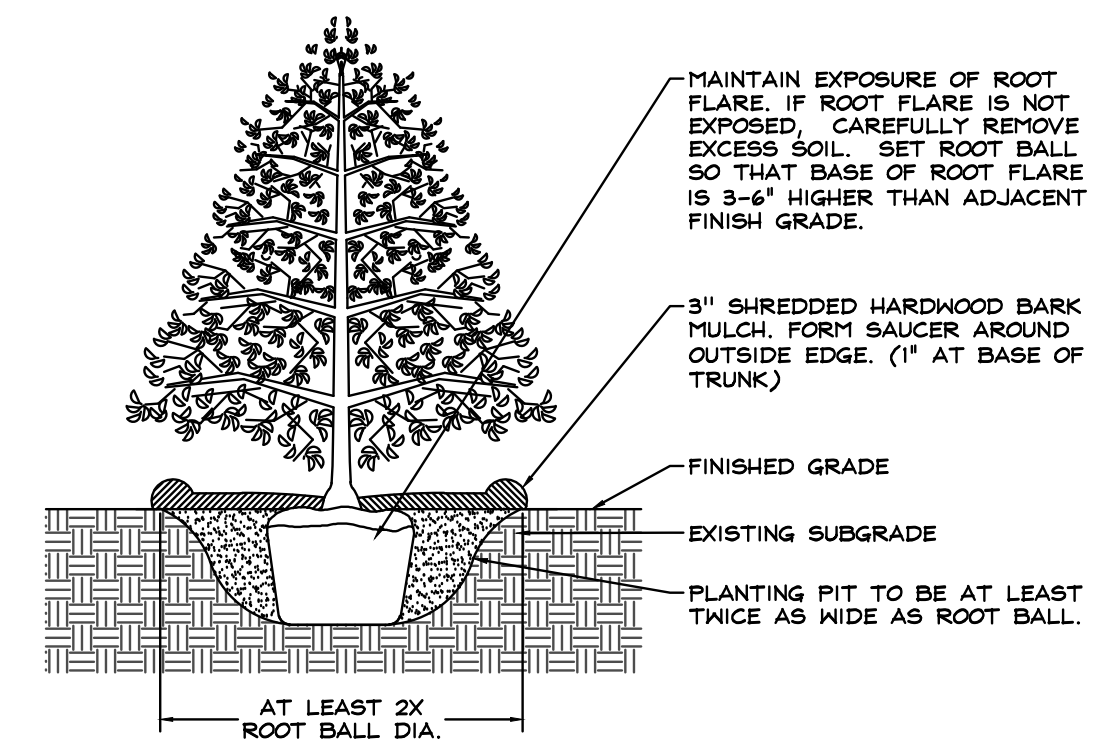 MAINTAIN EXPOSURE OF ROOT
FLARE. IF ROOT FLARE IS NOT
EXPOSED, CAREFULLY REMOVE
EXCESS SOIL. SET ROOT BALL
SO THAT BASE OF ROOT FLARE
IS 3-6" HIGHER THAN ADJACENT
FINISH GRADE.
3'' SHREDDED HARDWOOD BARK
MULCH. FORM SAUCER AROUND
OUTSIDE EDGE. (1" AT BASE OF
TRUNK)
FINISHED GRADE
EXISTING SUBGRADE
PLANTING PIT TO BE AT LEAST
TWICE AS WIDE AS ROOT BALL.
AT LEAST 2X
ROOT BALL DIA.